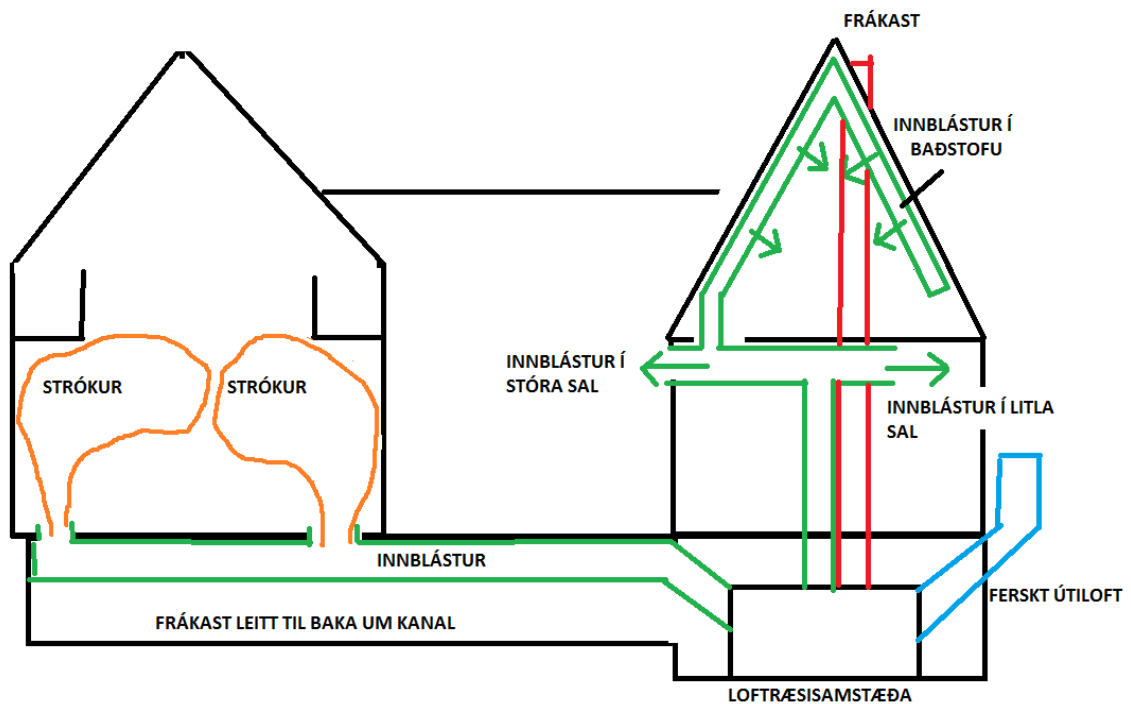 FRÁKAST
INNBLÁSTUR Í
BAÐSTOFU
INNBLÁSTUR Í
STÓRA SAL
STRÓKUR
STRÓKUR
INNBLÁSTUR Í LITLA
SAL
INNBLÁSTUR
FERSKT ÚTILOFT
FRÁKAST LEITT TIL BAKA UM KANAL
LOFTRÆSISAMSTÆÐA